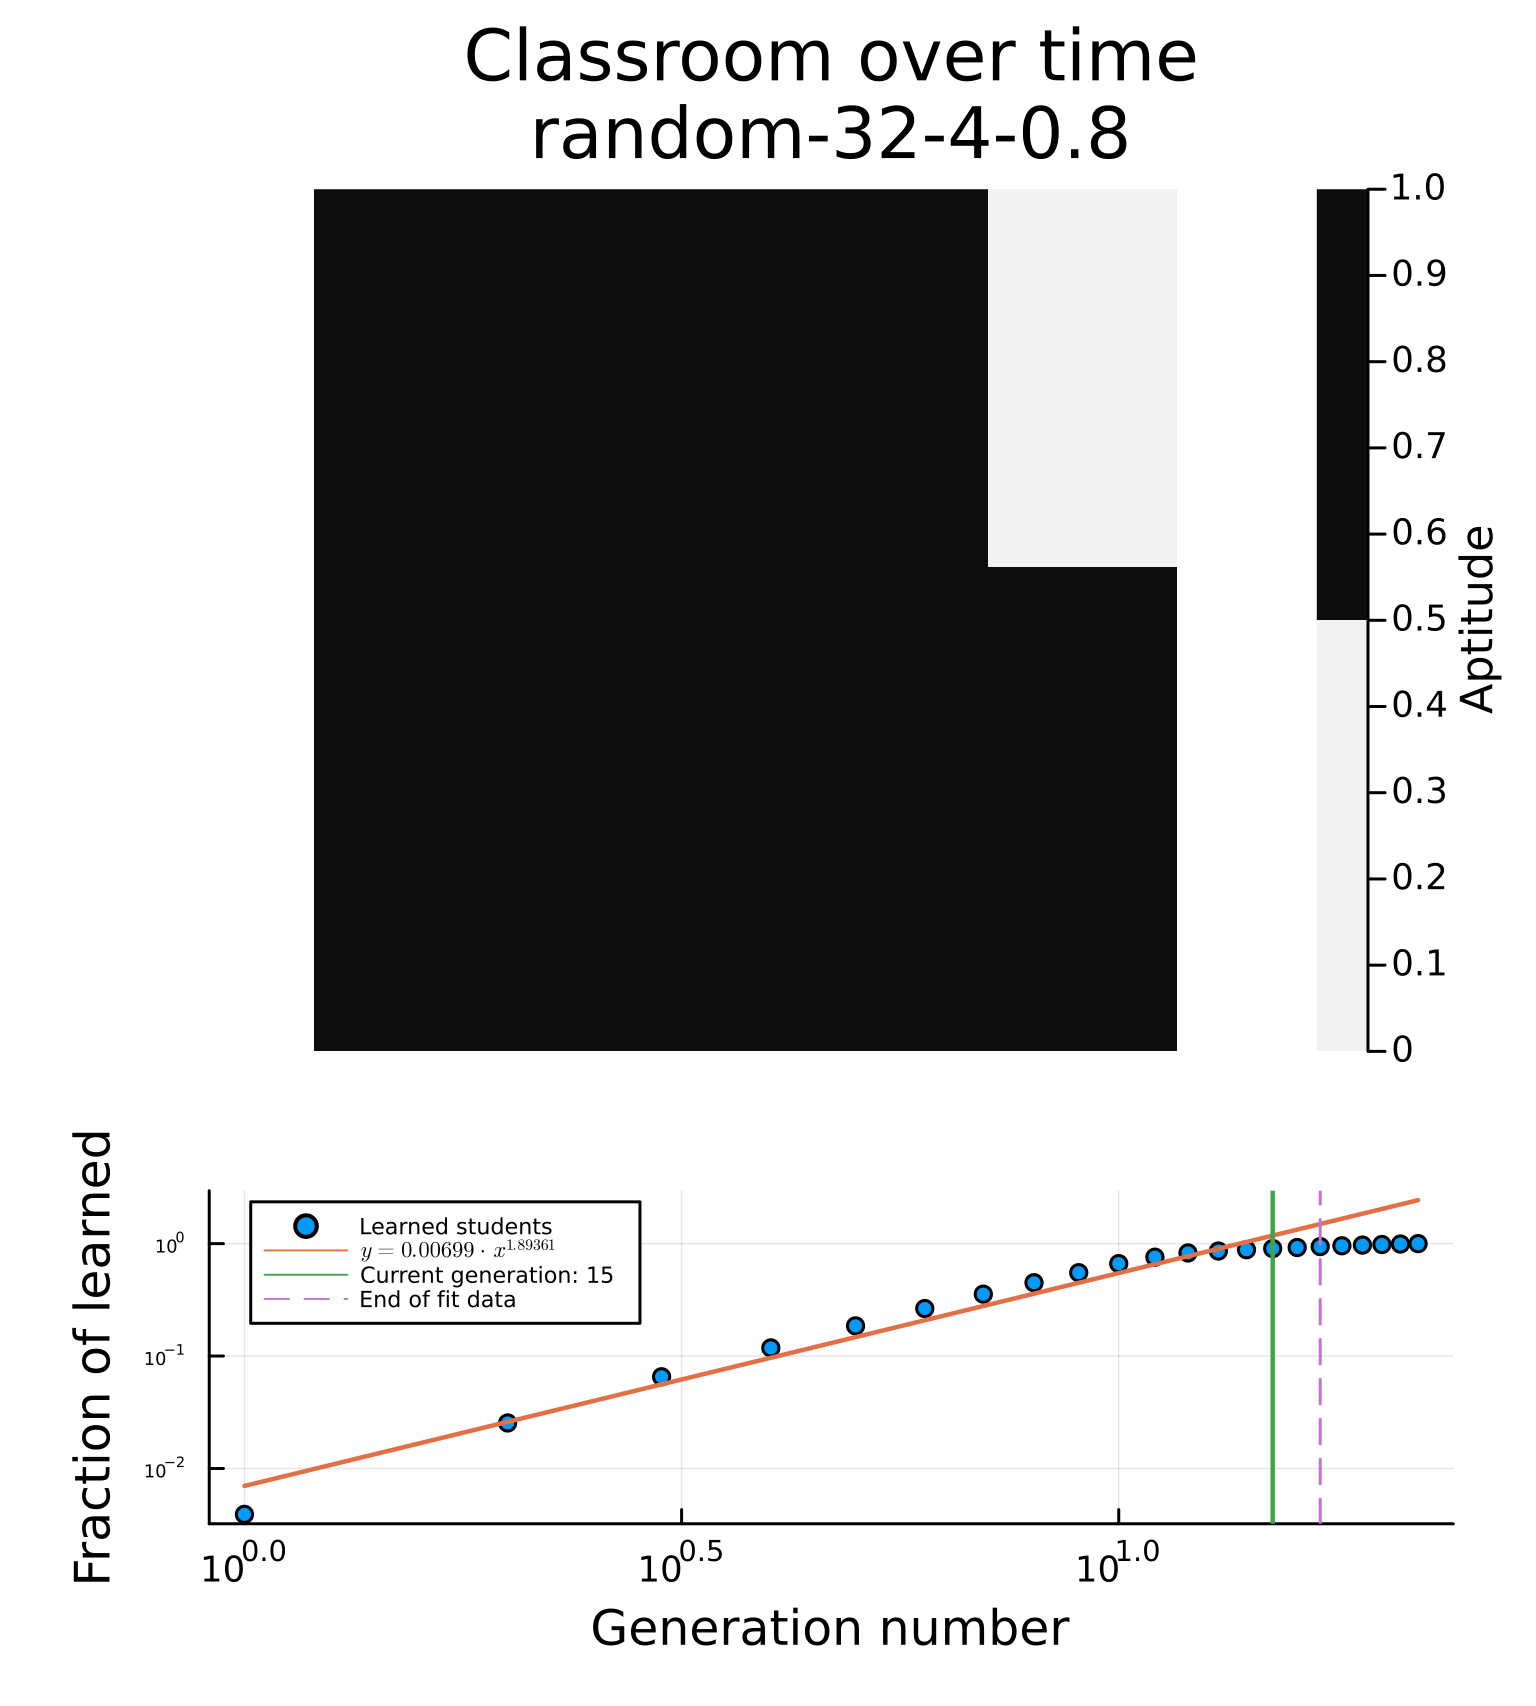 Classroom over time
random-32-4-0.8
1.0
0.9
0.8
0.7
0.6
0.5
0.4
0.3
0.2
0.1
0
Aptitude
Fraction of learned
10⁰
10⁻¹
10⁻²
Learned students
y = 0.00699 · x^1.89361
Current generation: 15
End of fit data
10^0.0
10^0.5
10^1.0
Generation number